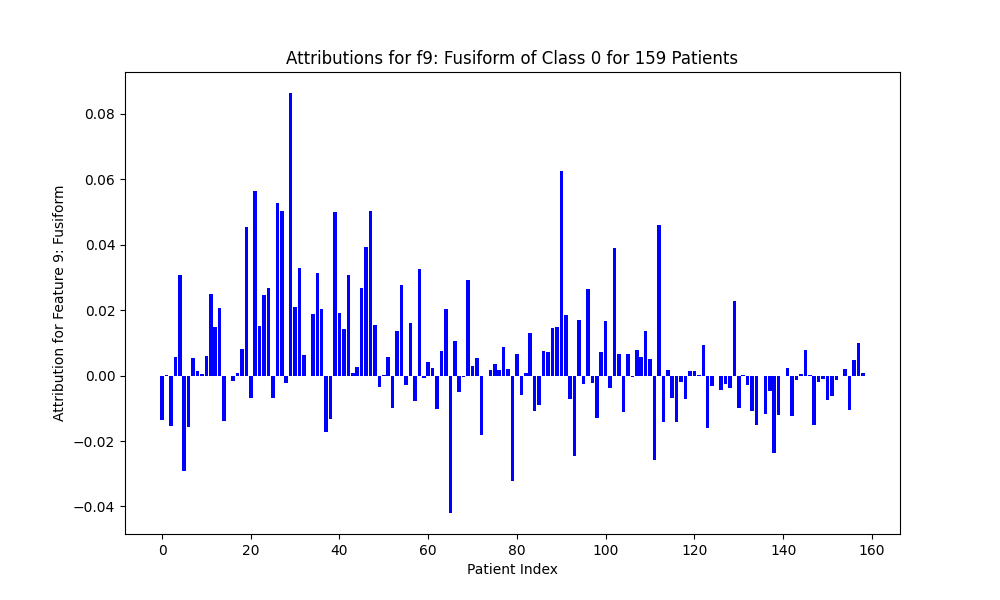 Attributions for f9: Fusiform of Class 0 for 159 Patients
Attribution for Feature 9: Fusiform
0.08
0.06
0.04
0.02
0.00
−0.02
−0.04
0 20 40 60 80 100 120 140 160
Patient Index